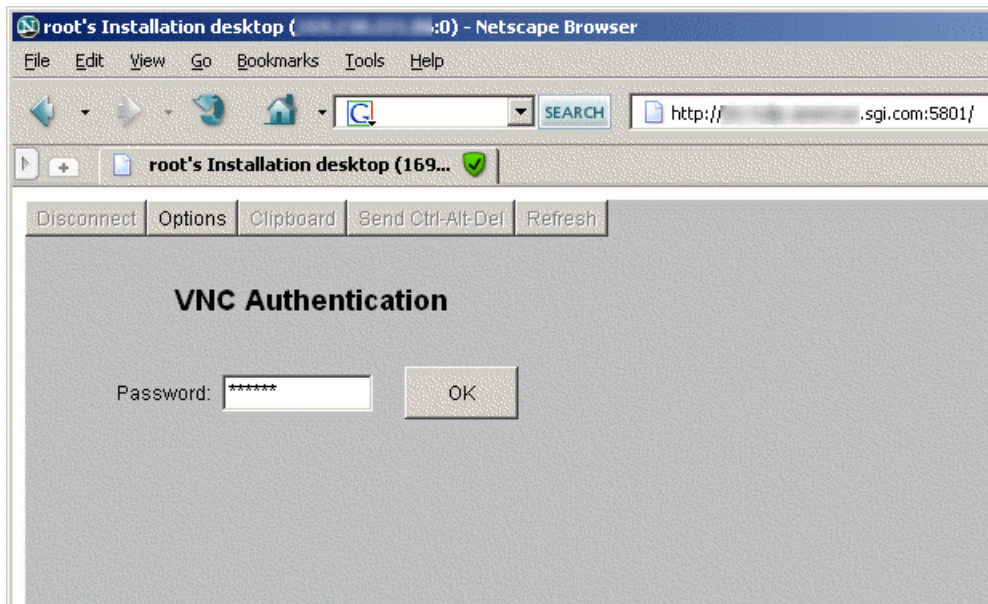 root's Installation desktop ( :0) - Netscape Browser
File Edit View Go Bookmarks Tools Help
G SEARCH http:// .sgi.com:5801/
root's Installation desktop (169...
Disconnect Options Clipboard Send Ctrl-Alt-Del Refresh
VNC Authentication
Password: ****** OK